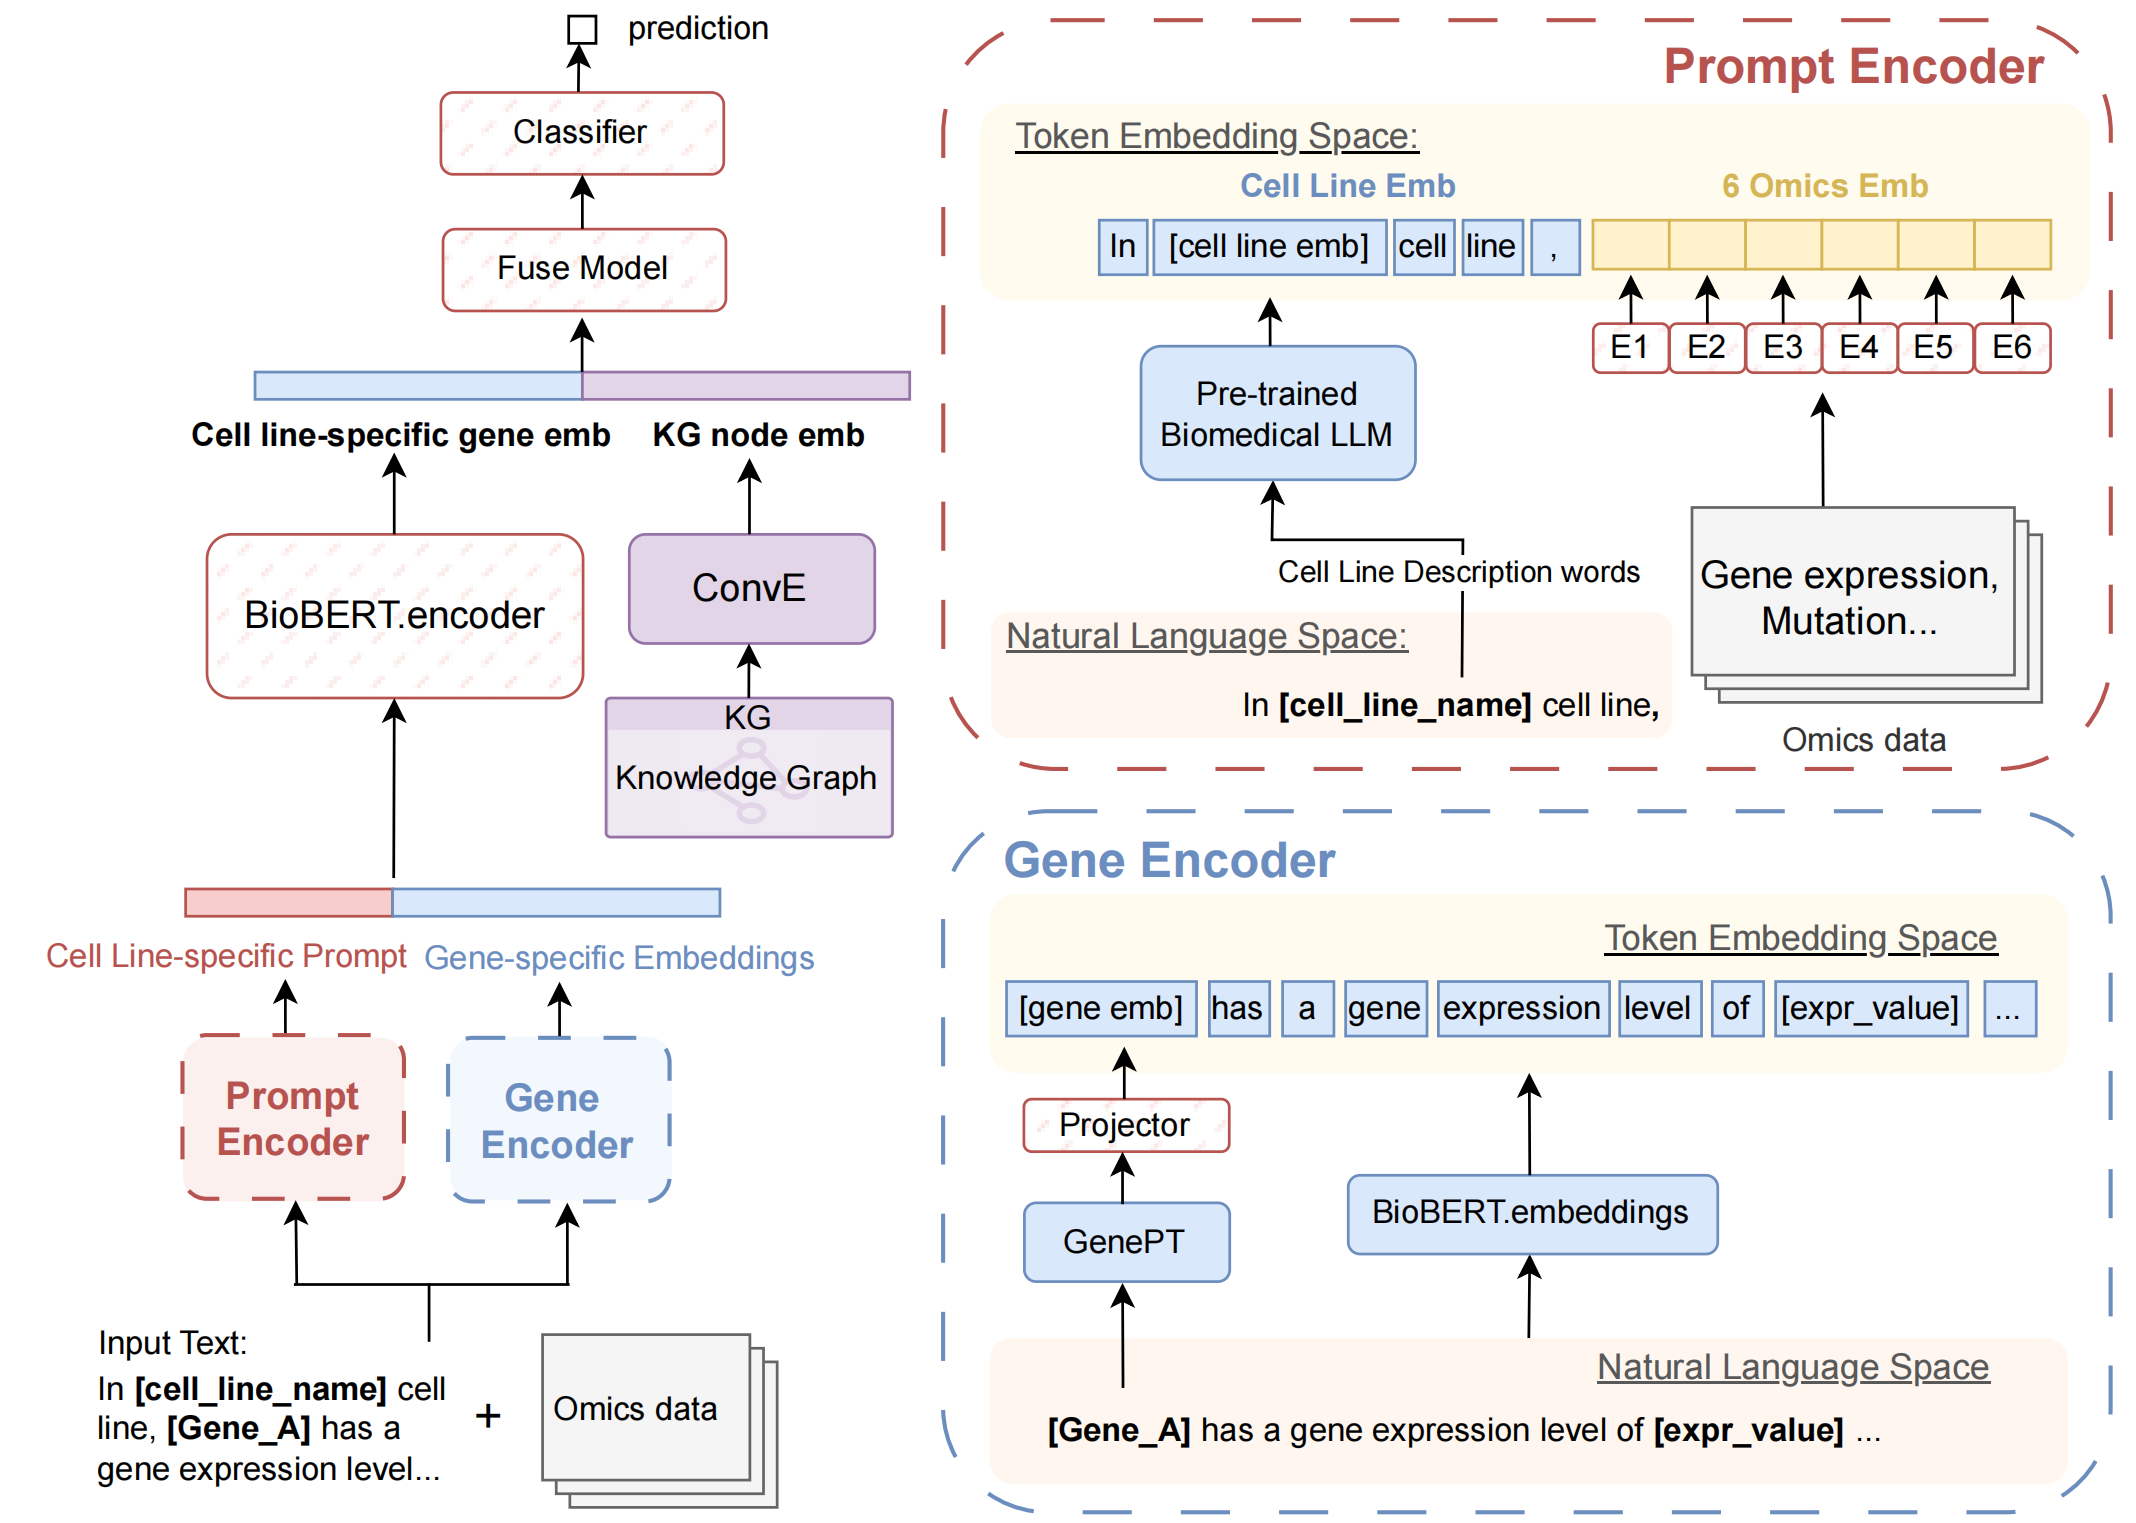 prediction
Classifier
Fuse Model
Cell line-specific gene emb
KG node emb
BioBERT.encoder
ConvE
KG
Knowledge Graph
Cell Line-specific Prompt
Gene-specific Embeddings
Prompt
Encoder
Gene
Encoder
Input Text:
In [cell_line_name] cell
line, [Gene_A] has a
gene expression level...
+
Omics data
Prompt Encoder
Token Embedding Space:
Cell Line Emb
6 Omics Emb
In [cell line emb] cell line ,
E1 E2 E3 E4 E5 E6
Pre-trained
Biomedical LLM
Cell Line Description words
Gene expression,
Mutation...
Omics data
Natural Language Space:
In [cell_line_name] cell line,
Gene Encoder
Token Embedding Space
[gene emb] has a gene expression level of [expr_value] ...
Projector
GenePT
BioBERT.embeddings
Natural Language Space
[Gene_A] has a gene expression level of [expr_value] ...